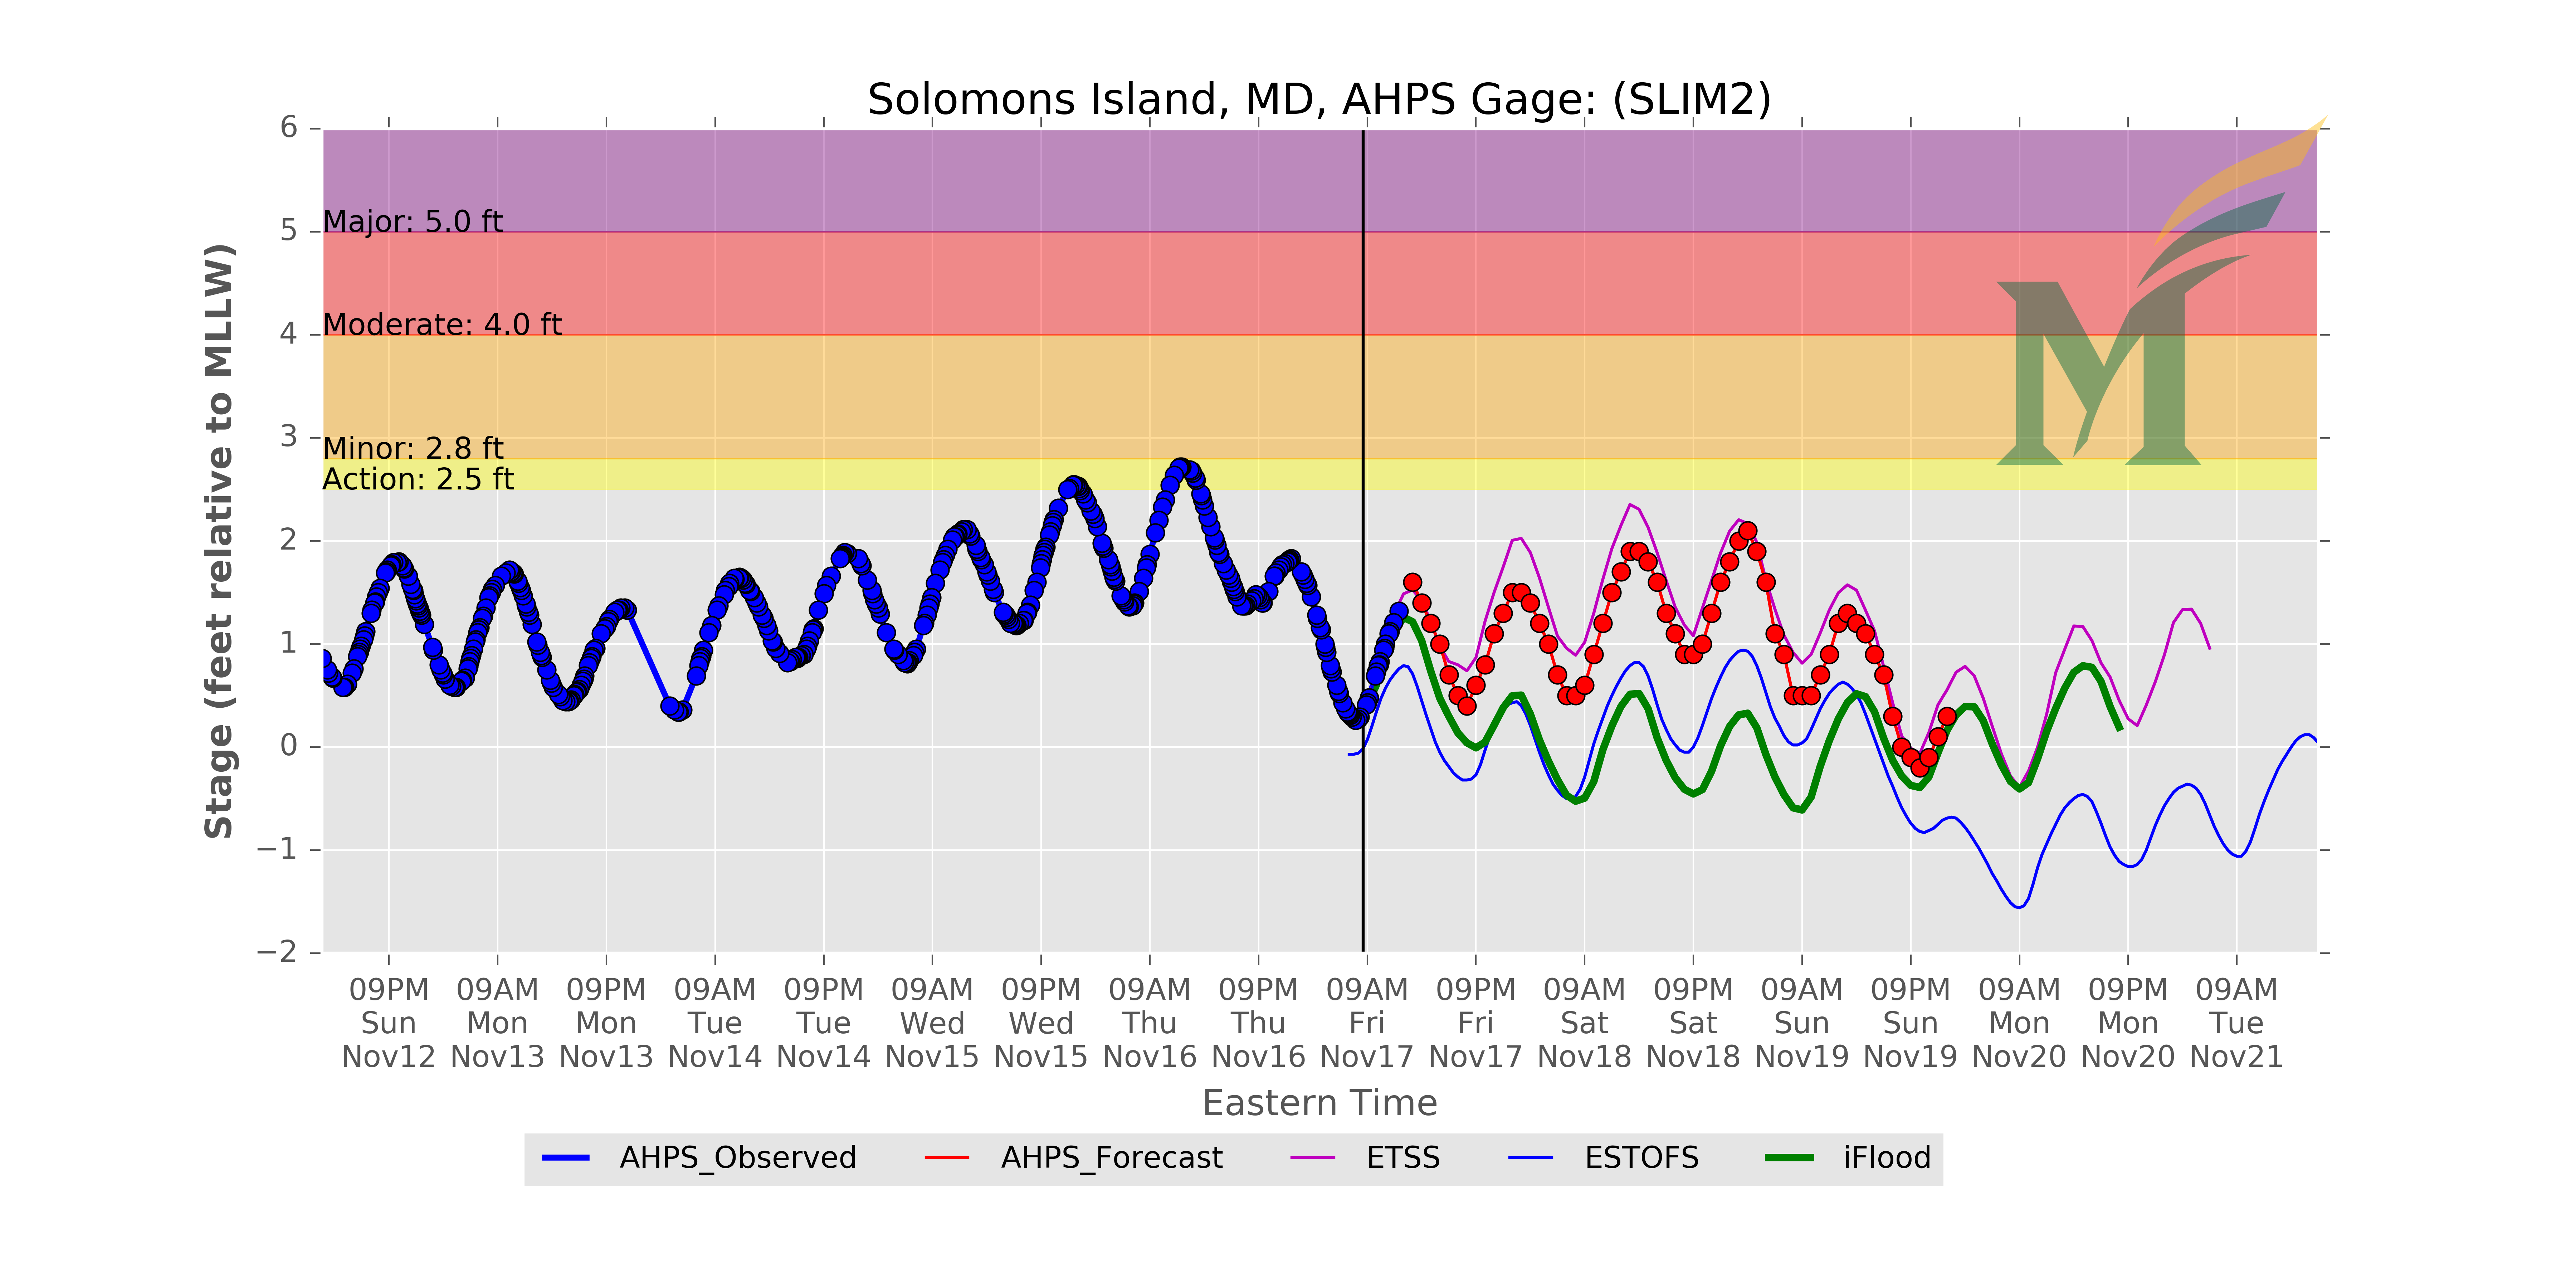 Solomons Island, MD, AHPS Gage: (SLIM2)
Stage (feet relative to MLLW)
6
5
4
3
2
1
0
−1
−2
Major: 5.0 ft
Moderate: 4.0 ft
Minor: 2.8 ft
Action: 2.5 ft
M
09PM 09AM 09PM 09AM 09PM 09AM 09PM 09AM 09PM 09AM 09PM 09AM 09PM 09AM 09PM 09AM 09PM 09AM
Sun Mon Mon Tue Tue Wed Wed Thu Thu Fri Fri Sat Sat Sun Sun Mon Mon Tue
Nov12 Nov13 Nov13 Nov14 Nov14 Nov15 Nov15 Nov16 Nov16 Nov17 Nov17 Nov18 Nov18 Nov19 Nov19 Nov20 Nov20 Nov21
Eastern Time
AHPS_Observed AHPS_Forecast ETSS ESTOFS iFlood